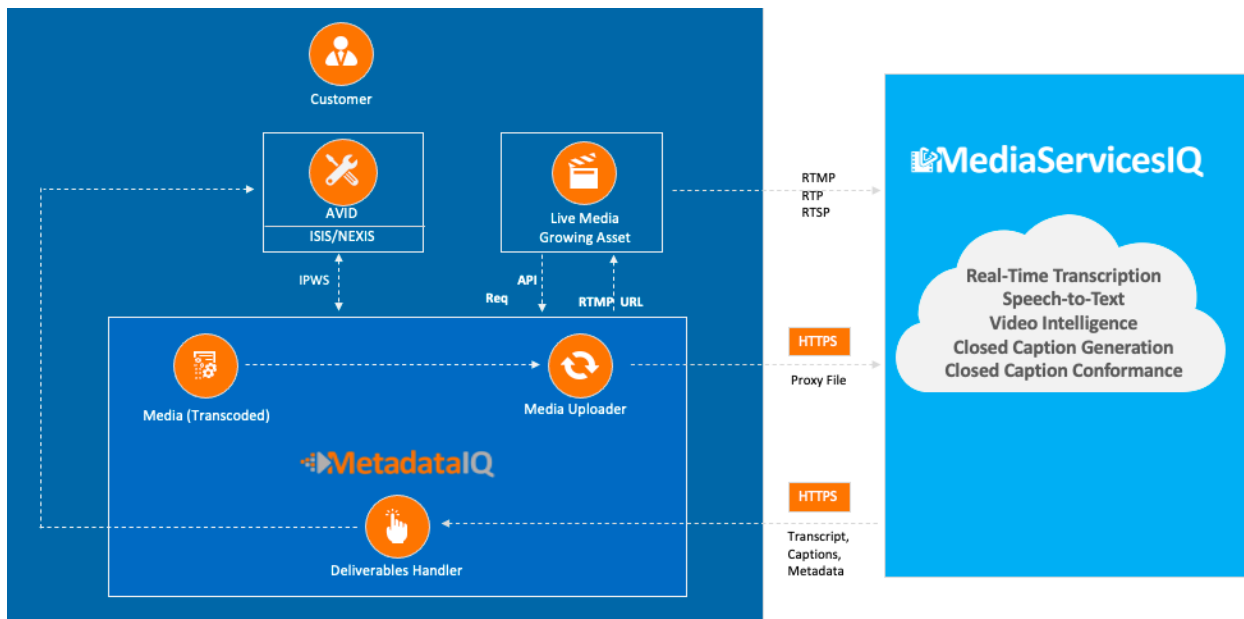 Customer
AVID
ISIS/NEXIS
Live Media
Growing Asset
RTMP
RTP
RTSP
MediaServicesIQ
IPWS
API
Req
RTMP URL
Real-Time Transcription
Speech-to-Text
Video Intelligence
Closed Caption Generation
Closed Caption Conformance
Media (Transcoded)
Media Uploader
HTTPS
Proxy File
MetadataIQ
HTTPS
Transcript,
Captions,
Metadata
Deliverables Handler